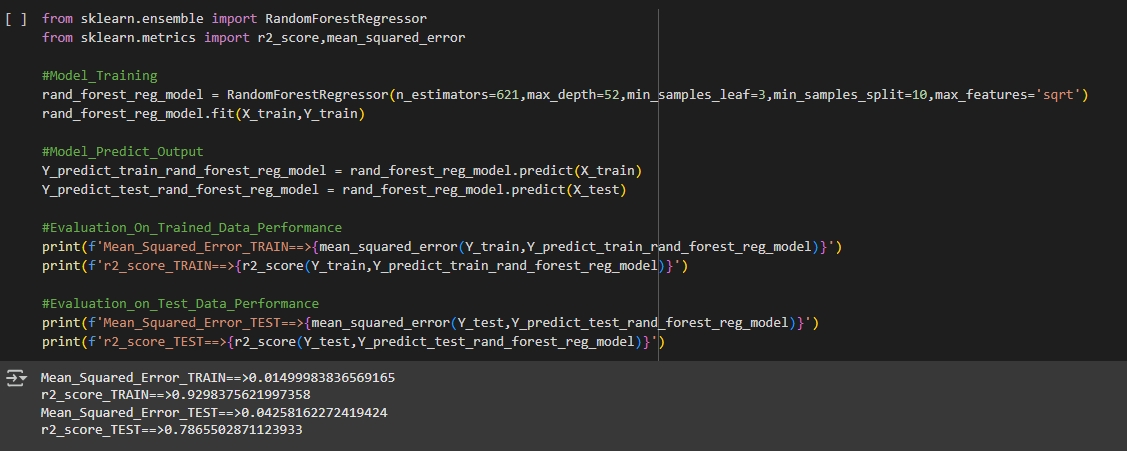 [ ] from sklearn.ensemble import RandomForestRegressor
from sklearn.metrics import r2_score,mean_squared_error
#Model_Training
rand_forest_reg_model = RandomForestRegressor(n_estimators=621,max_depth=52,min_samples_leaf=3,min_samples_split=10,max_features='sqrt')
rand_forest_reg_model.fit(X_train,Y_train)
#Model_Predict_Output
Y_predict_train_rand_forest_reg_model = rand_forest_reg_model.predict(X_train)
Y_predict_test_rand_forest_reg_model = rand_forest_reg_model.predict(X_test)
#Evaluation_On_Trained_Data_Performance
print(f'Mean_Squared_Error_TRAIN==>{mean_squared_error(Y_train,Y_predict_train_rand_forest_reg_model)}')
print(f'r2_score_TRAIN==>{r2_score(Y_train,Y_predict_train_rand_forest_reg_model)}')
#Evaluation_on_Test_Data_Performance
print(f'Mean_Squared_Error_TEST==>{mean_squared_error(Y_test,Y_predict_test_rand_forest_reg_model)}')
print(f'r2_score_TEST==>{r2_score(Y_test,Y_predict_test_rand_forest_reg_model)}')
Mean_Squared_Error_TRAIN==>0.01499983836569165
r2_score_TRAIN==>0.9298375621997358
Mean_Squared_Error_TEST==>0.04258162272419424
r2_score_TEST==>0.7865502871123933